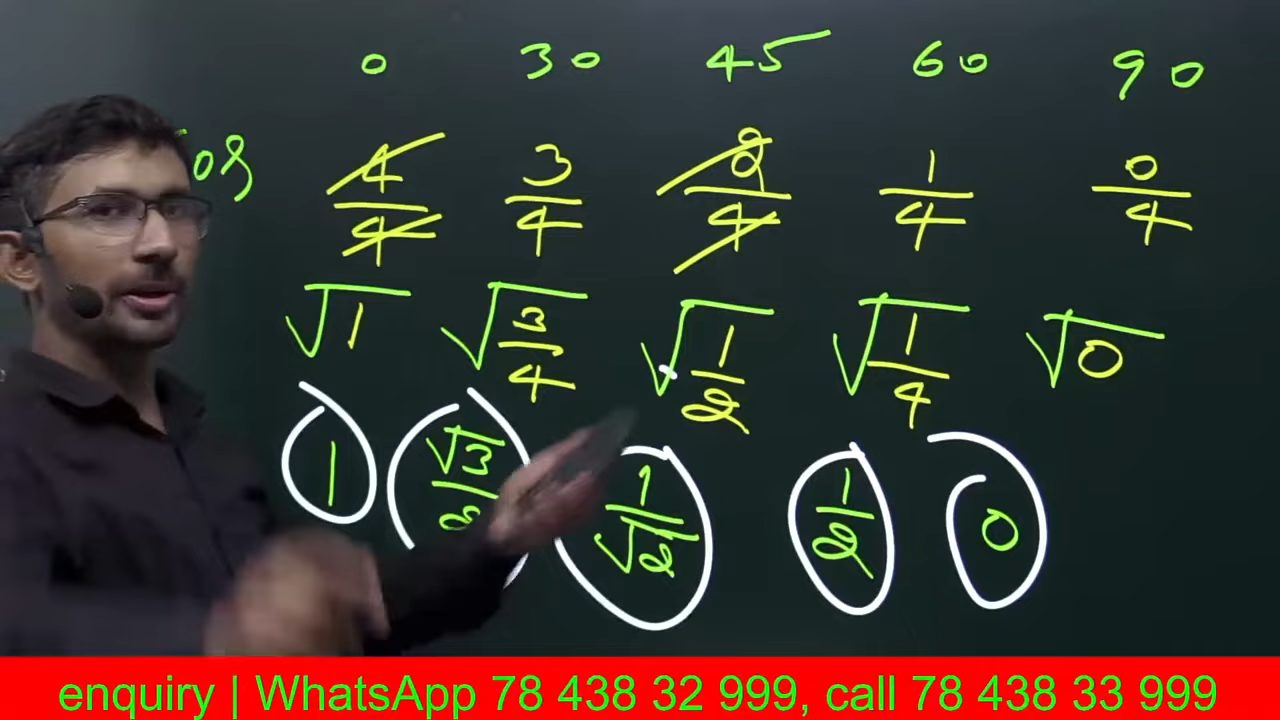 0 30 45 60 90
cos 4/4 3/4 2/4 1/4 0/4
√1 √3/4 √1/2 √1/4 √0
1 √3/2 1/√2 1/2 0
enquiry | WhatsApp 78 438 32 999, call 78 438 33 999